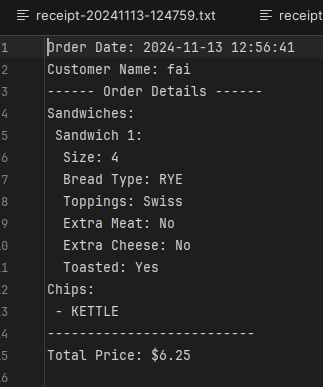 receipt-20241113-124759.txt
receipt
1 Order Date: 2024-11-13 12:56:41
2 Customer Name: fai
3 ------ Order Details ------
4 Sandwiches:
5  Sandwich 1:
6   Size: 4
7   Bread Type: RYE
8   Toppings: Swiss
9   Extra Meat: No
0   Extra Cheese: No
1   Toasted: Yes
2 Chips:
3  - KETTLE
4 --------------------------
5 Total Price: $6.25
6